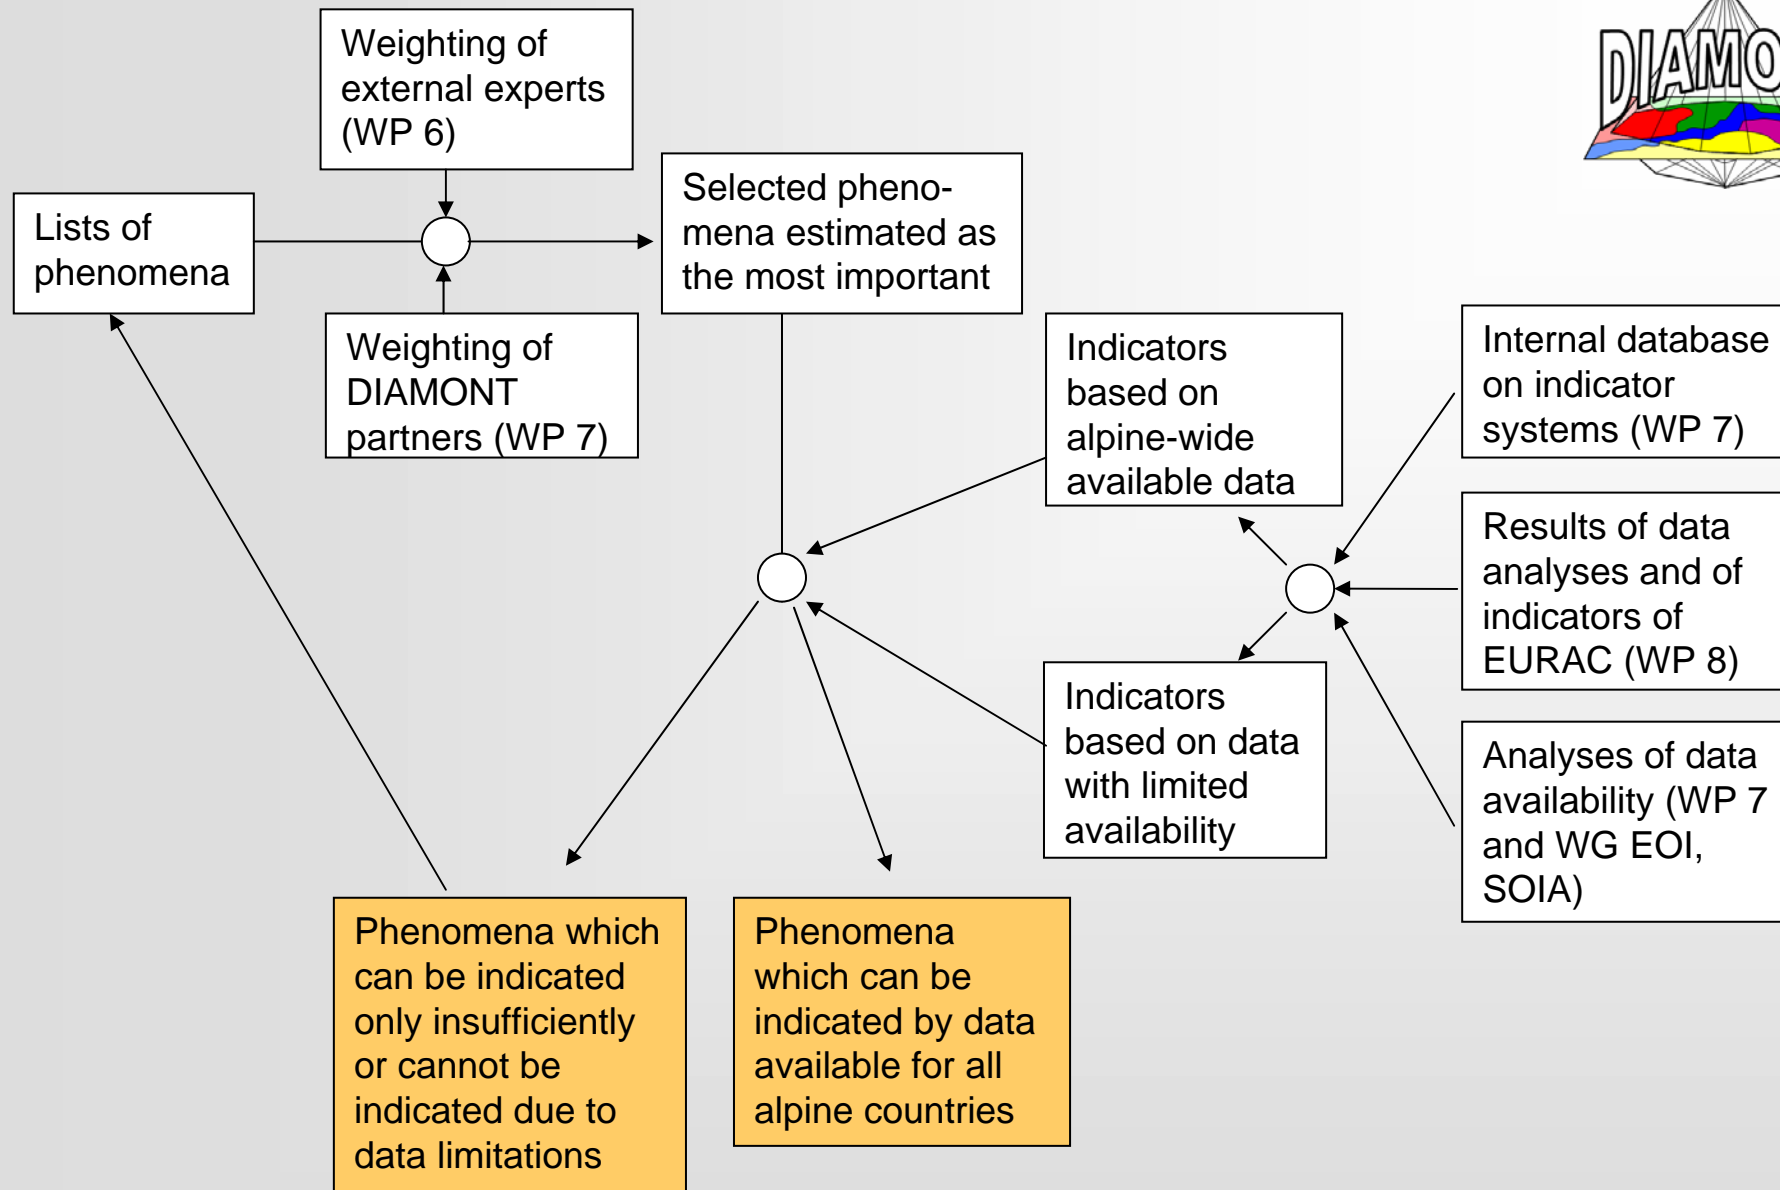 Weighting of
external experts
(WP 6)
Lists of
phenomena
Selected pheno-
mena estimated as
the most important
Weighting of
DIAMONT
partners (WP 7)
Indicators
based on
alpine-wide
available data
Internal database
on indicator
systems (WP 7)
Results of data
analyses and of
indicators of
EURAC (WP 8)
Indicators
based on data
with limited
availability
Analyses of data
availability (WP 7
and WG EOI,
SOIA)
Phenomena which
can be indicated
only insufficiently
or cannot be
indicated due to
data limitations
Phenomena
which can be
indicated by data
available for all
alpine countries